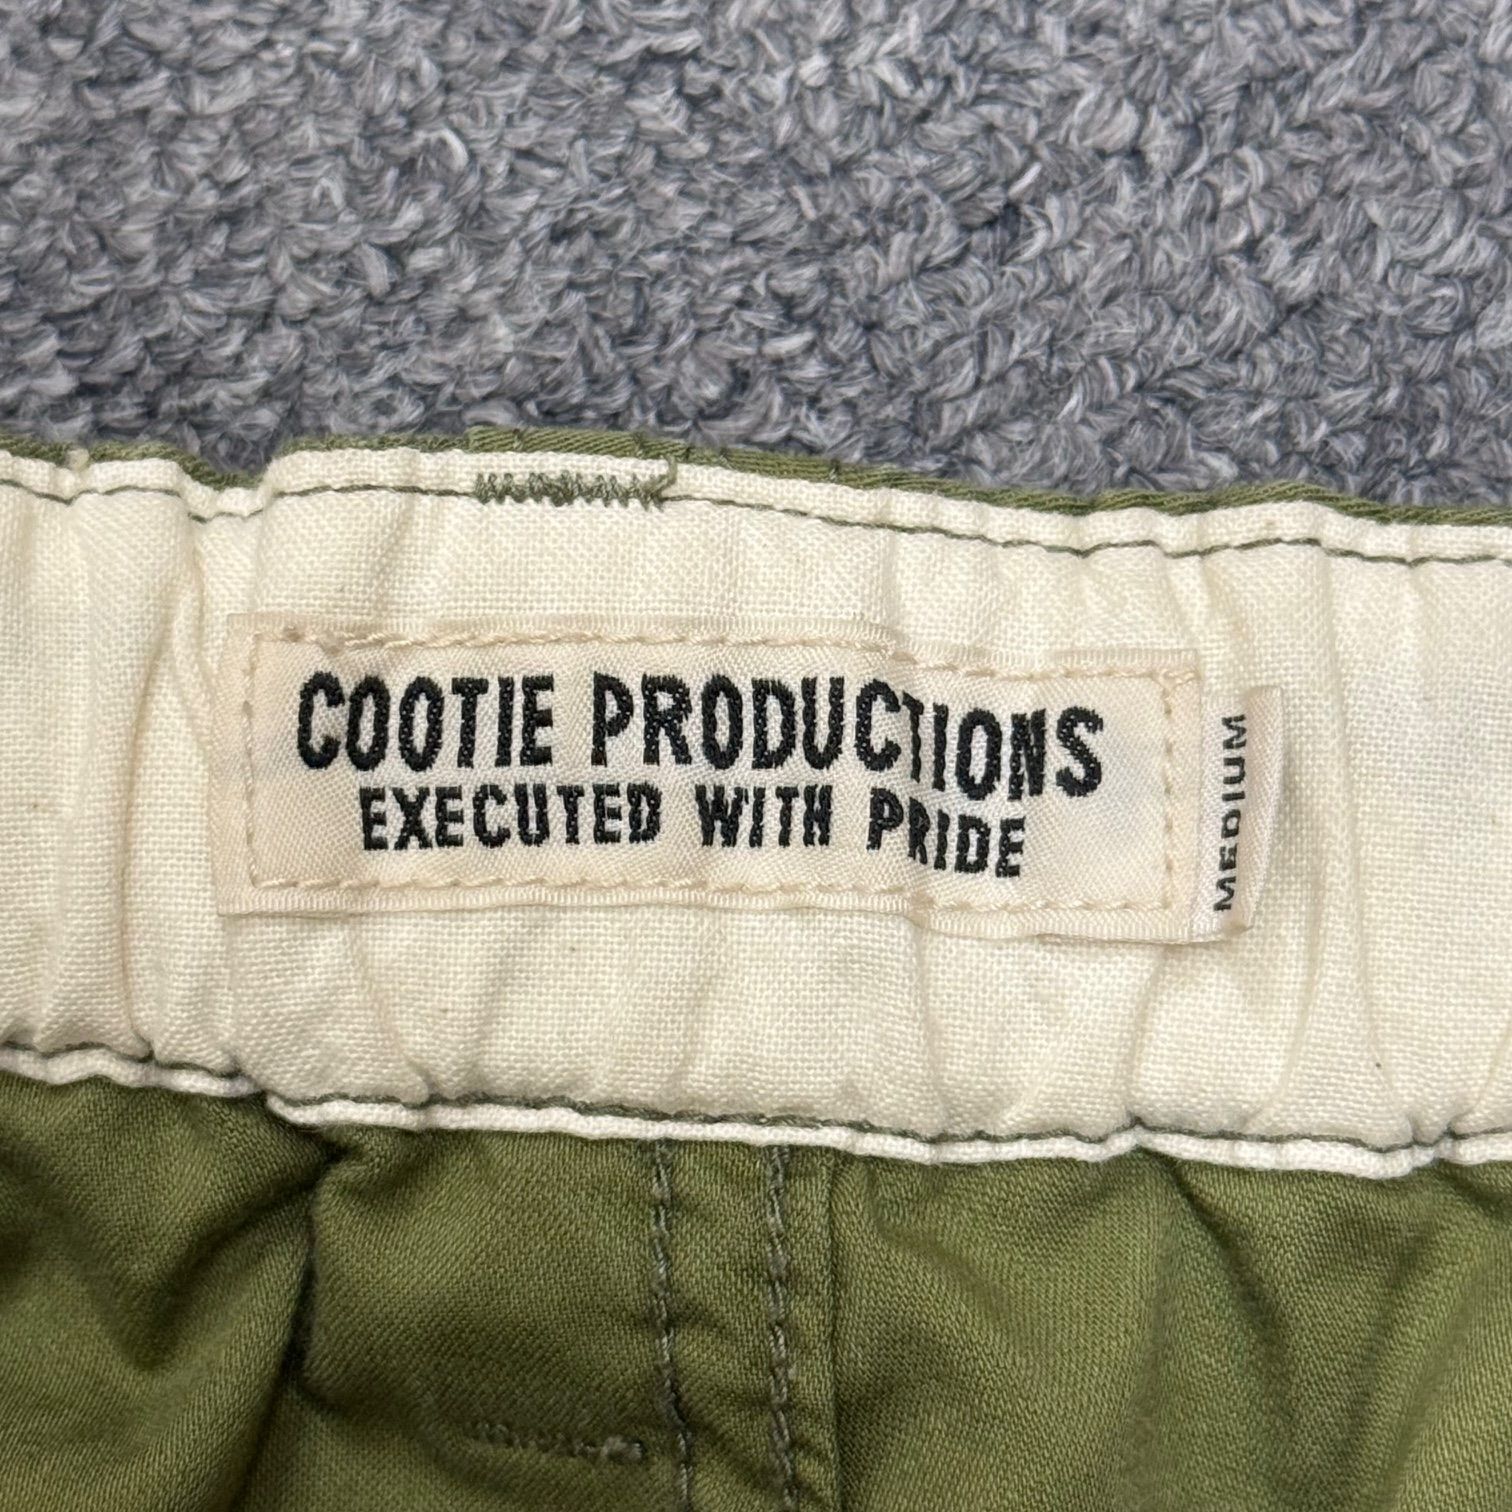 COOTIE PRODUCTIONS
EXECUTED WITH PRIDE
MEDIUM